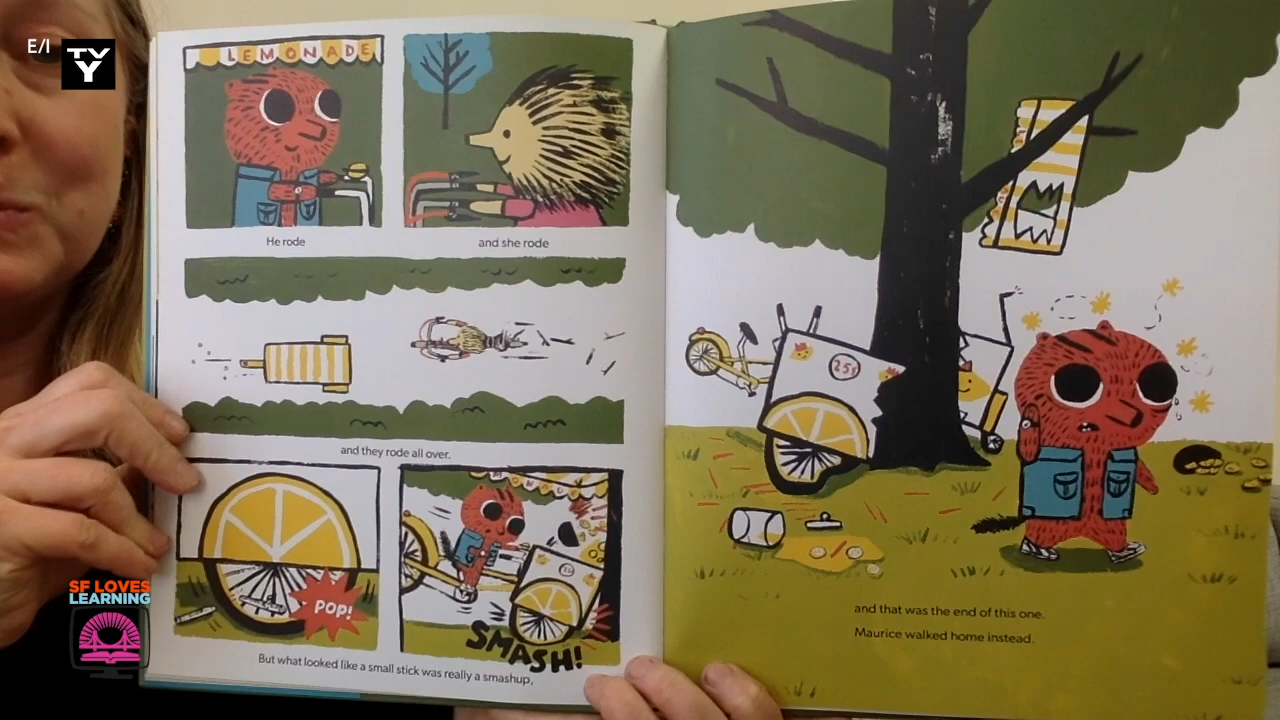 E/I
TV
Y
LEMONADE
He rode
and she rode
and they rode all over.
POP!
SMASH!
But what looked like a small stick was really a smashup,
25¢
and that was the end of this one.
Maurice walked home instead.
SF LOVES
LEARNING